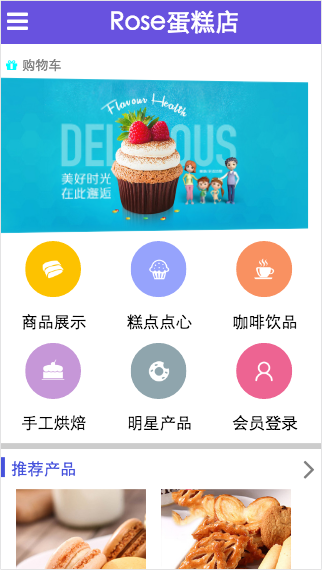 Rose蛋糕店
购物车
Flavour Health
DELICIOUS
美好时光
在此邂逅
商品展示
糕点点心
咖啡饮品
手工烘焙
明星产品
会员登录
推荐产品